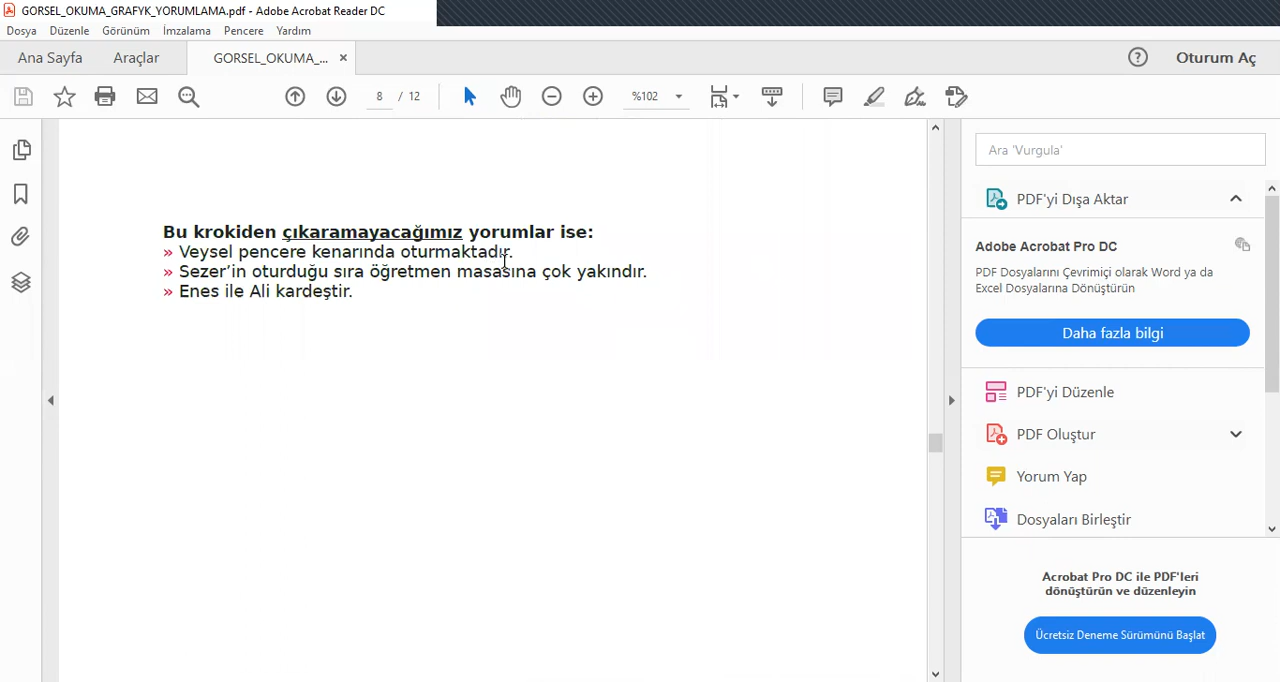 GORSEL_OKUMA_GRAFYK_YORUMLAMA.pdf - Adobe Acrobat Reader DC
Dosya Düzenle Görünüm İmzalama Pencere Yardım
Ana Sayfa Araçlar GORSEL_OKUMA_... × Oturum Aç
8 / 12 %102
Ara 'Vurgula'
PDF'yi Dışa Aktar
Adobe Acrobat Pro DC
PDF Dosyalarını Çevrimiçi olarak Word ya da
Excel Dosyalarına Dönüştürün
Daha fazla bilgi
PDF'yi Düzenle
PDF Oluştur
Yorum Yap
Dosyaları Birleştir
Acrobat Pro DC ile PDF'leri
dönüştürün ve düzenleyin
Ücretsiz Deneme Sürümünü Başlat
Bu krokiden çıkaramayacağımız yorumlar ise:
» Veysel pencere kenarında oturmaktadır.
» Sezer’in oturduğu sıra öğretmen masasına çok yakındır.
» Enes ile Ali kardeştir.